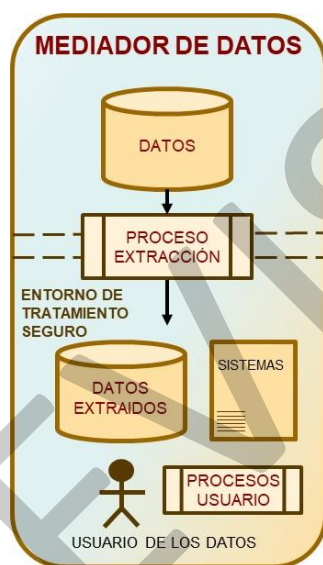 MEDIADOR DE DATOS
DATOS
PROCESO
EXTRACCIÓN
ENTORNO DE
TRATAMIENTO
SEGURO
DATOS
EXTRAIDOS
SISTEMAS
PROCESOS
USUARIO
USUARIO DE LOS DATOS